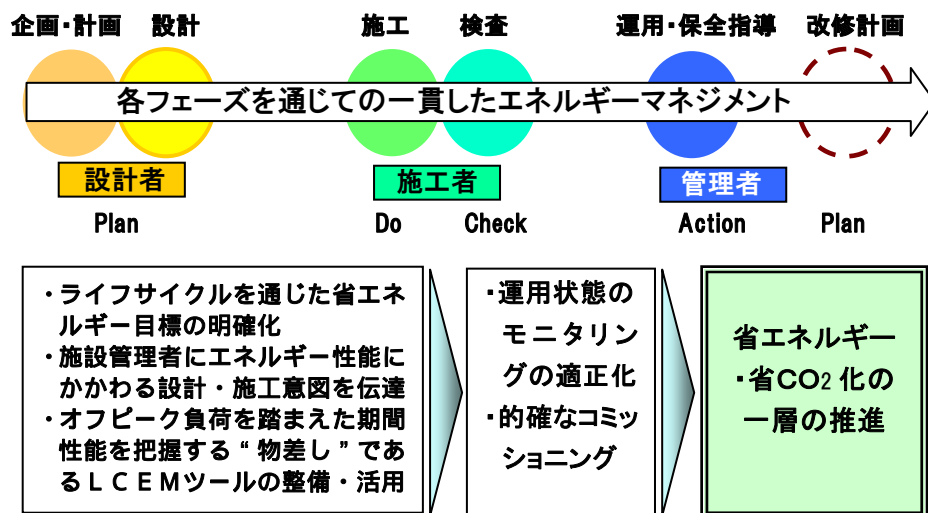 企画・計画 設計 施工 検査 運用・保全指導 改修計画
各フェーズを通じての一貫したエネルギーマネジメント
設計者 施工者 管理者
Plan Do Check Action Plan
・ライフサイクルを通じた省エネ
ルギー目標の明確化
・施設管理者にエネルギー性能に
かかわる設計・施工意図を伝達
・オフピーク負荷を踏まえた期間
性能を把握する“物差し”であ
るＬＣＥＭツールの整備・活用
・運用状態の
モニタリン
グの適正化
・的確なコミッ
ショニング
省エネルギー
・省CO2 化の
一層の推進